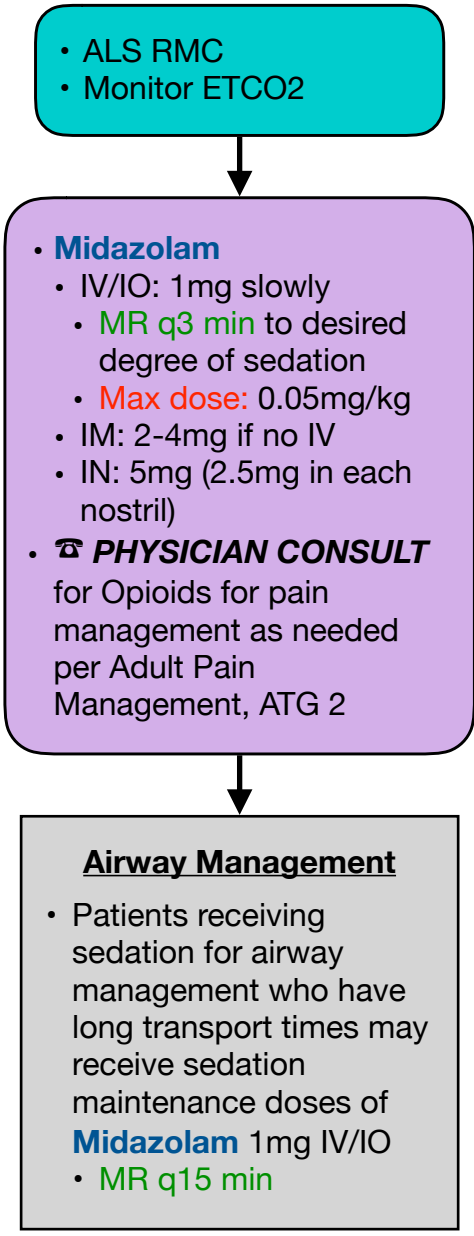 • ALS RMC
• Monitor ETCO2
• Midazolam
• IV/IO: 1mg slowly
• MR q3 min to desired
degree of sedation
• Max dose: 0.05mg/kg
• IM: 2-4mg if no IV
• IN: 5mg (2.5mg in each
nostril)
• ☎ PHYSICIAN CONSULT
for Opioids for pain
management as needed
per Adult Pain
Management, ATG 2
Airway Management
• Patients receiving
sedation for airway
management who have
long transport times may
receive sedation
maintenance doses of
Midazolam 1mg IV/IO
• MR q15 min